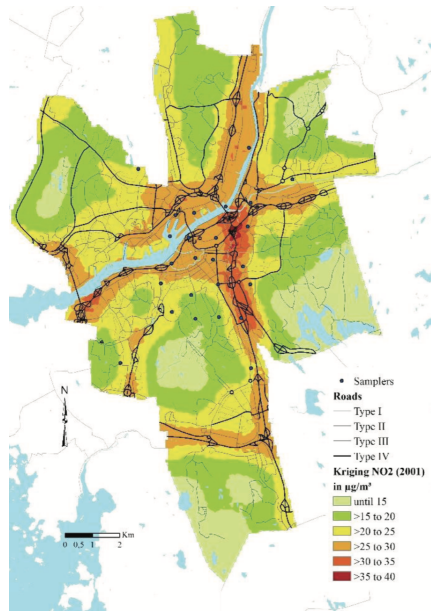 Samplers
Roads
Type I
Type II
Type III
Type IV
Kriging NO2 (2001)
in µg/m³
until 15
>15 to 20
>20 to 25
>25 to 30
>30 to 35
>35 to 40
N
Km
0 0,5 1 2